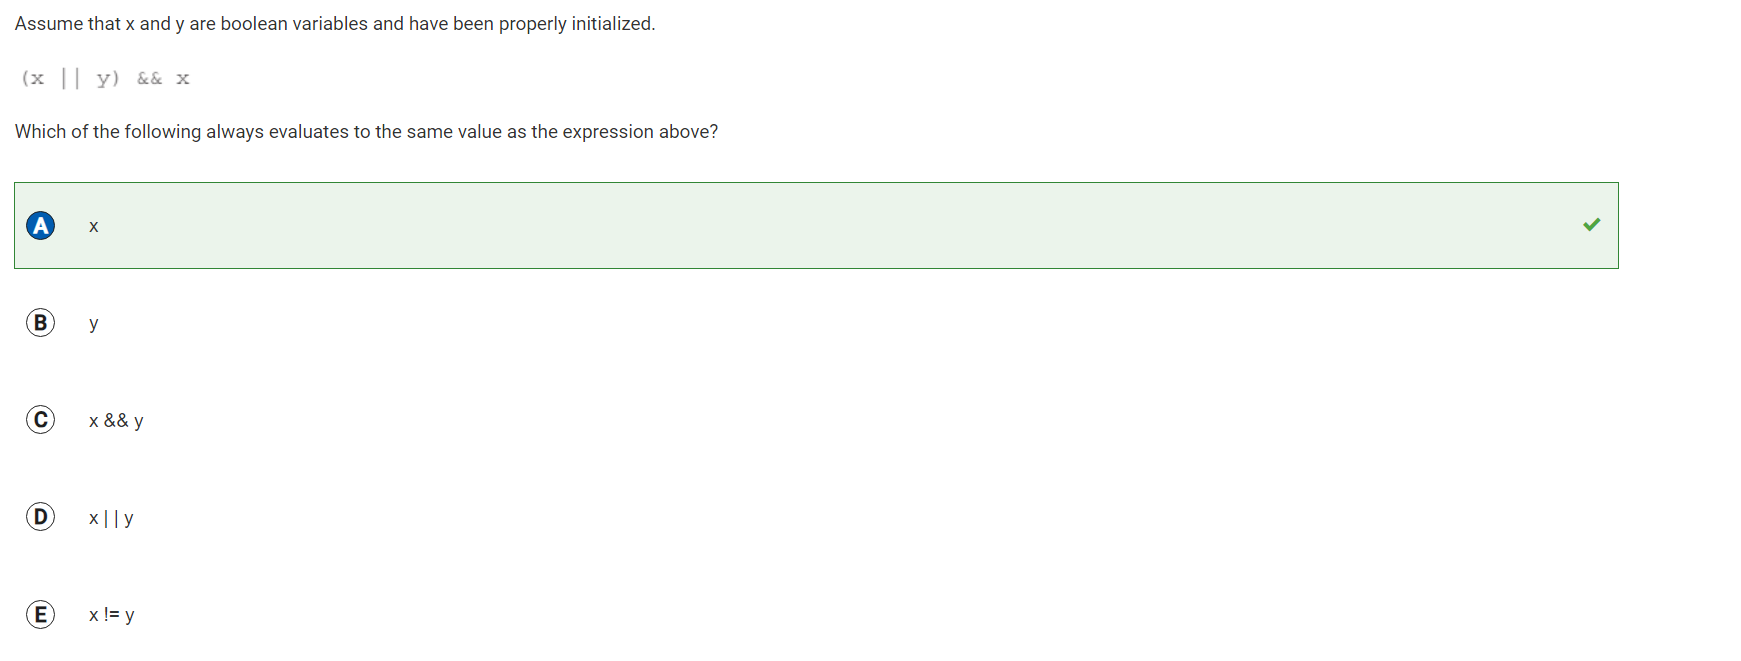 Assume that x and y are boolean variables and have been properly initialized.
(x || y) && x
Which of the following always evaluates to the same value as the expression above?
A x
B y
C x && y
D x | | y
E x != y